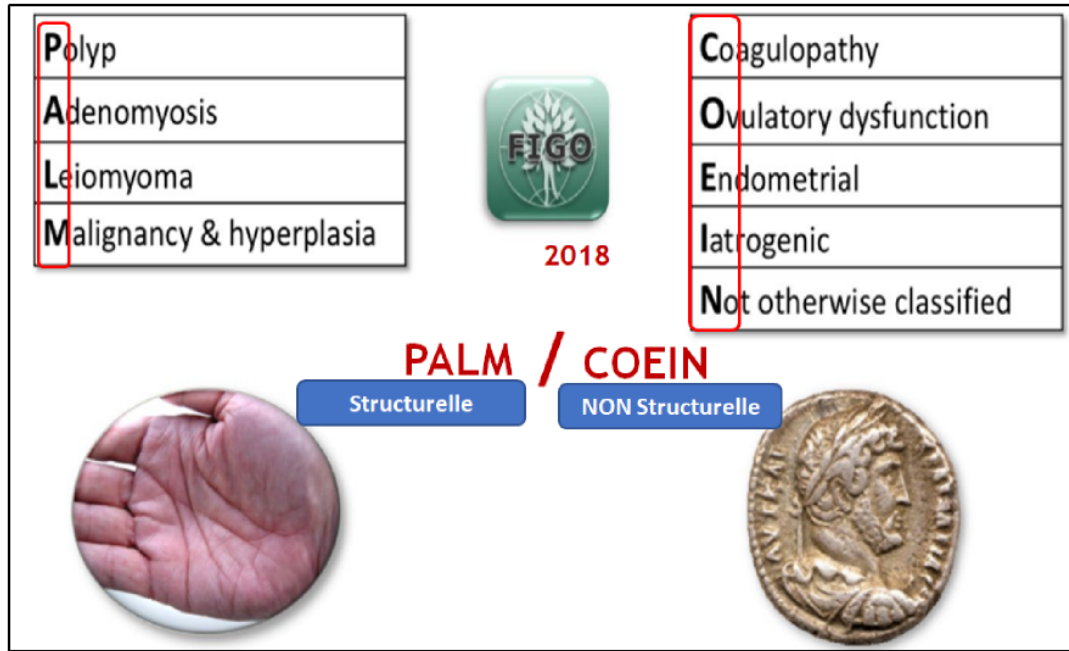 Polyp
Adenomyosis
Leiomyoma
Malignancy & hyperplasia
FIGO
2018
Coagulopathy
Ovulatory dysfunction
Endometrial
Iatrogenic
Not otherwise classified
PALM / COEIN
Structurelle
NON Structurelle